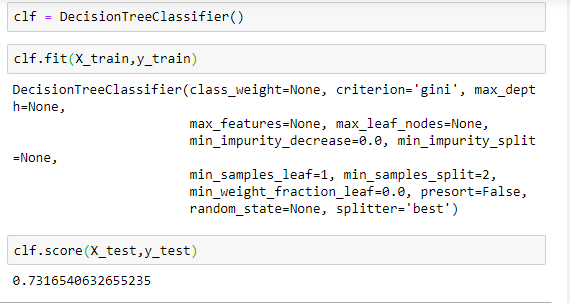 clf = DecisionTreeClassifier()
clf.fit(X_train,y_train)
DecisionTreeClassifier(class_weight=None, criterion='gini', max_dept
h=None,
max_features=None, max_leaf_nodes=None,
min_impurity_decrease=0.0, min_impurity_split
=None,
min_samples_leaf=1, min_samples_split=2,
min_weight_fraction_leaf=0.0, presort=False,
random_state=None, splitter='best')
clf.score(X_test,y_test)
0.7316540632655235